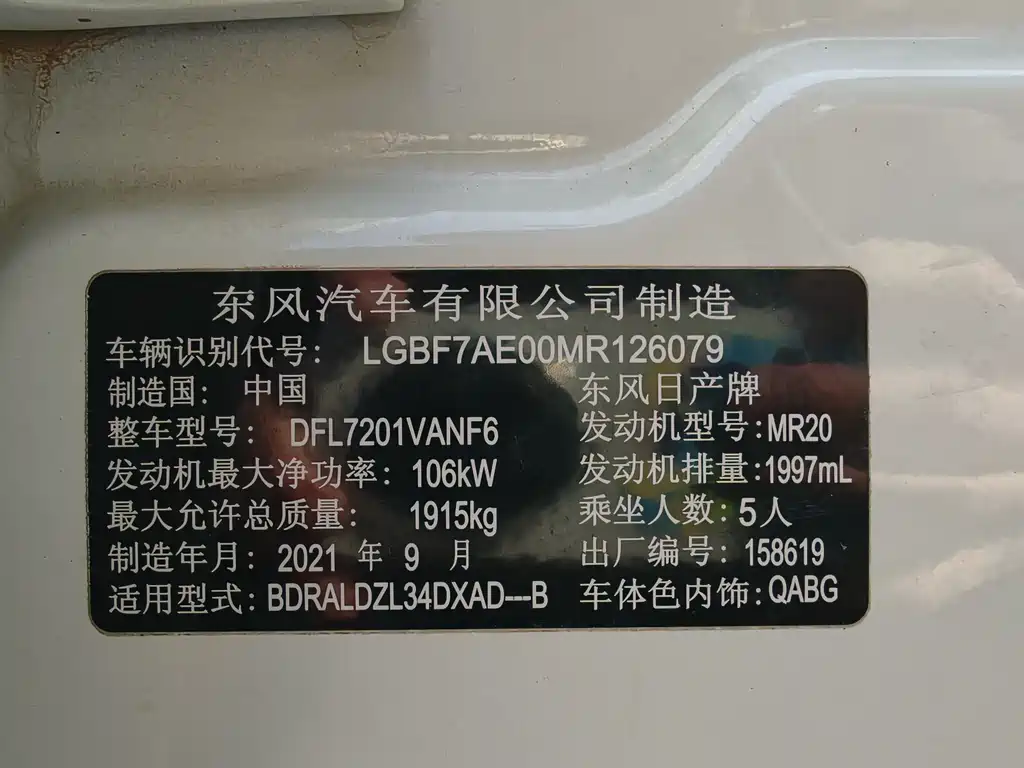 东风汽车有限公司制造
车辆识别代号: LGBF7AE00MR126079
制造国: 中国 东风日产牌
整车型号: DFL7201VANF6 发动机型号:MR20
发动机最大净功率: 106kW 发动机排量:1997mL
最大允许总质量: 1915kg 乘坐人数:5人
制造年月: 2021 年 9 月 出厂编号: 158619
适用型式: BDRALDZL34DXAD---B 车体色内饰:QABG